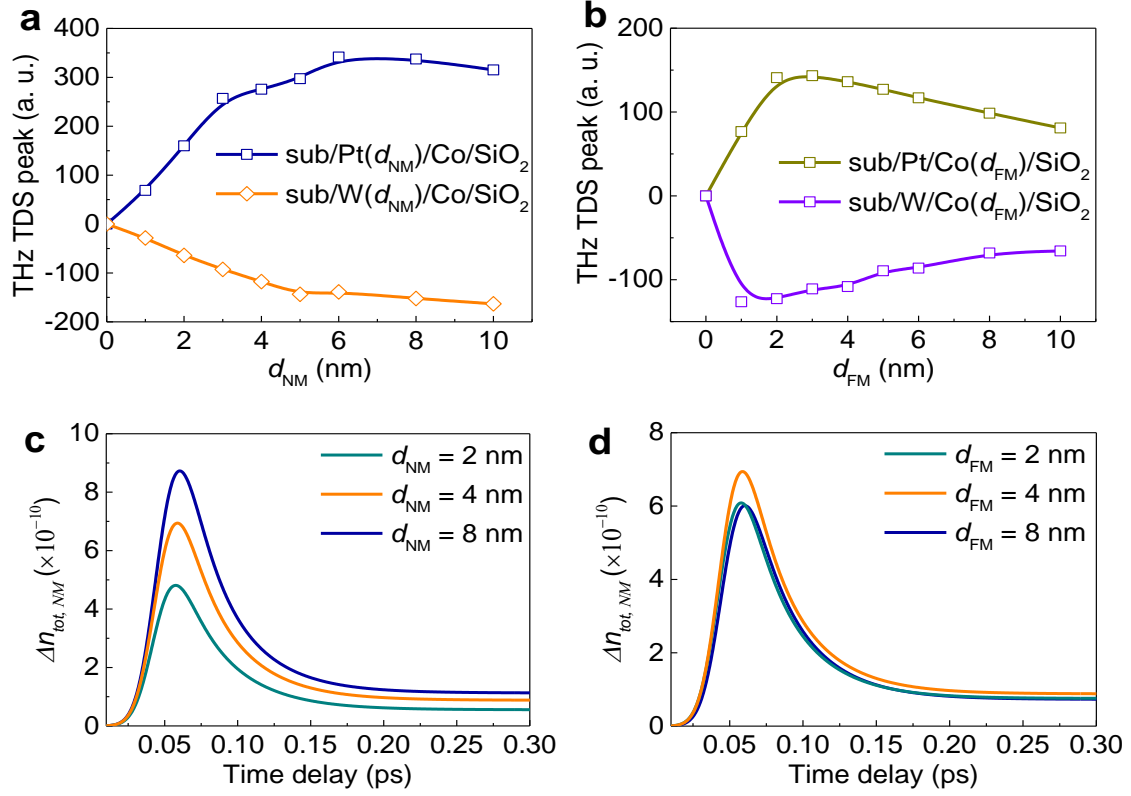 a
THz TDS peak (a. u.)
400
300
200
100
0
-100
-200
sub/Pt(dNM)/Co/SiO2
sub/W(dNM)/Co/SiO2
0 2 4 6 8 10
dNM (nm)
b
THz TDS peak (a. u.)
200
100
0
-100
sub/Pt/Co(dFM)/SiO2
sub/W/Co(dFM)/SiO2
0 2 4 6 8 10
dFM (nm)
c
Δn tot, NM (×10⁻¹⁰)
10
8
6
4
2
0
dNM = 2 nm
dNM = 4 nm
dNM = 8 nm
0.05 0.10 0.15 0.20 0.25 0.30
Time delay (ps)
d
Δn tot, NM (×10⁻¹⁰)
8
6
4
2
0
dFM = 2 nm
dFM = 4 nm
dFM = 8 nm
0.05 0.10 0.15 0.20 0.25 0.30
Time delay (ps)